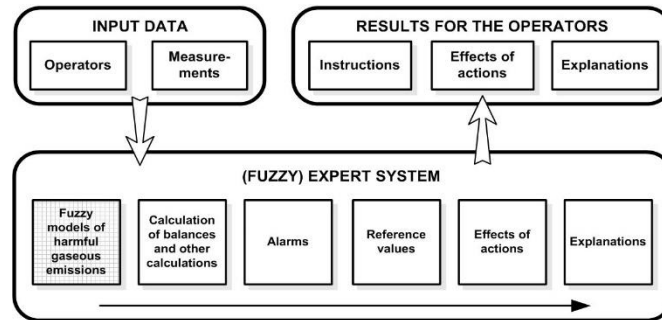 INPUT DATA
Operators
Measure-
ments
RESULTS FOR THE OPERATORS
Instructions
Effects of
actions
Explanations
(FUZZY) EXPERT SYSTEM
Fuzzy
models of
harmful
gaseous
emissions
Calculation
of balances
and other
calculations
Alarms
Reference
values
Effects of
actions
Explanations